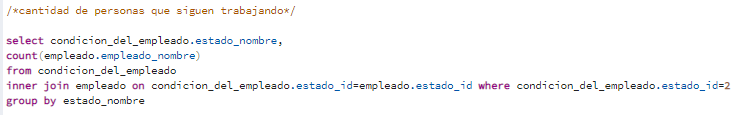 /*cantidad de personas que siguen trabajando*/
select condicion_del_empleado.estado_nombre,
count(empleado.empleado_nombre)
from condicion_del_empleado
inner join empleado on condicion_del_empleado.estado_id=empleado.estado_id where condicion_del_empleado.estado_id=2
group by estado_nombre